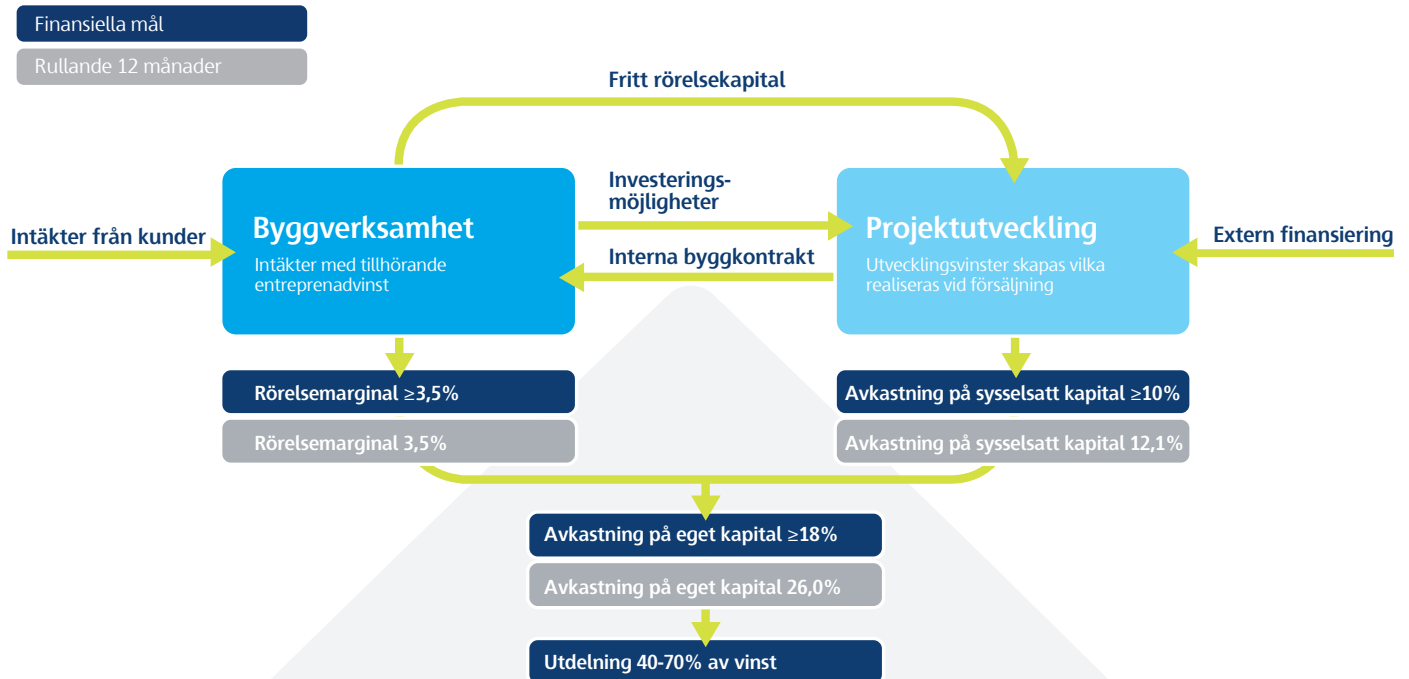 Finansiella mål
Rullande 12 månader
Fritt rörelsekapital
Investerings-
möjligheter
Intäkter från kunder
Byggverksamhet
Intäkter med tillhörande
entreprenadvinst
Interna byggkontrakt
Projektutveckling
Utvecklingsvinster skapas vilka
realiseras vid försäljning
Extern finansiering
Rörelsemarginal ≥3,5%
Rörelsemarginal 3,5%
Avkastning på sysselsatt kapital ≥10%
Avkastning på sysselsatt kapital 12,1%
Avkastning på eget kapital ≥18%
Avkastning på eget kapital 26,0%
Utdelning 40-70% av vinst